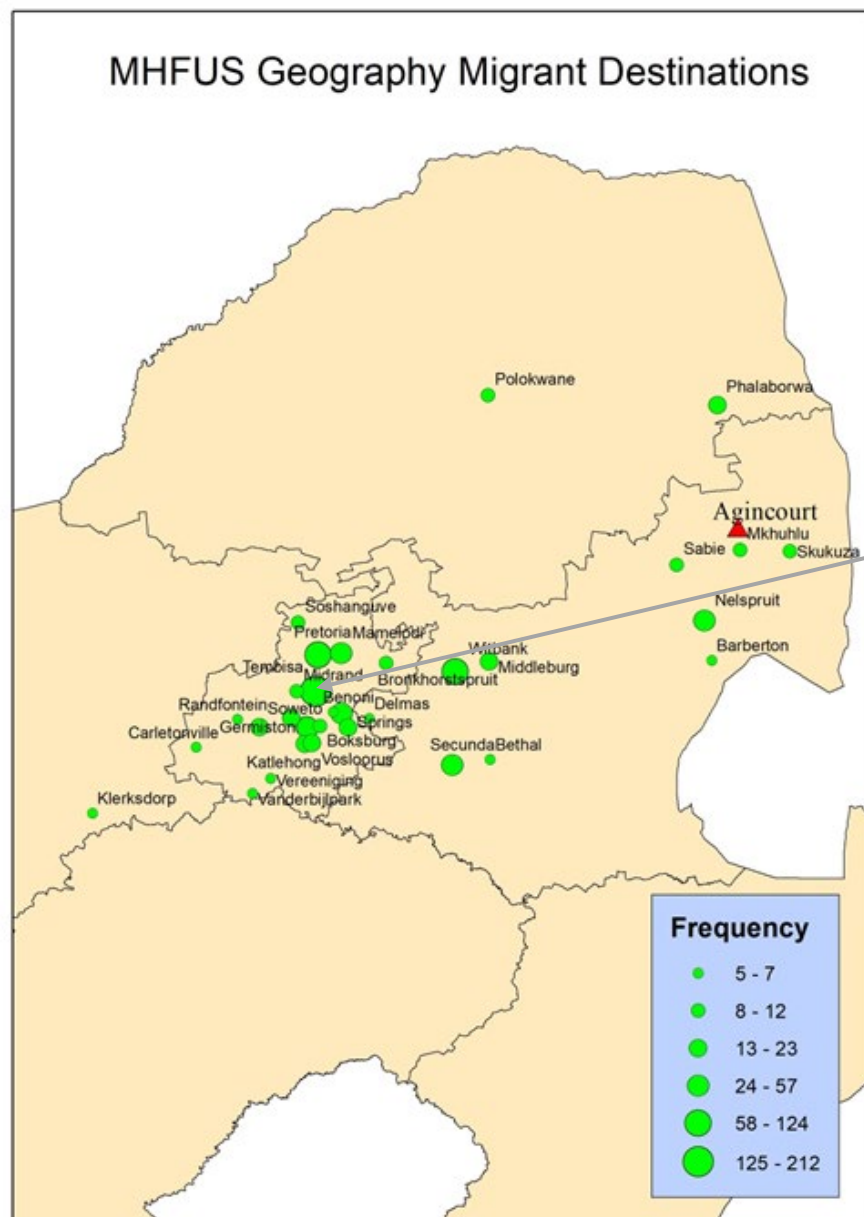 MHFUS Geography Migrant Destinations
Polokwane
Phalaborwa
Agincourt
Mkhuhlu
Sabie
Skukuza
Nelspruit
Barberton
Soshanguve
Pretoria
Mamelodi
Witbank
Middleburg
Tembisa
Midrand
Bronkhorstspruit
Benoni
Randfontein
Soweto
Delmas
Germiston
Springs
Carletonville
Boksburg
Secunda
Bethal
Katlehong
Vosloorus
Vereeniging
Vanderbijlpark
Klerksdorp
Frequency
5 - 7
8 - 12
13 - 23
24 - 57
58 - 124
125 - 212